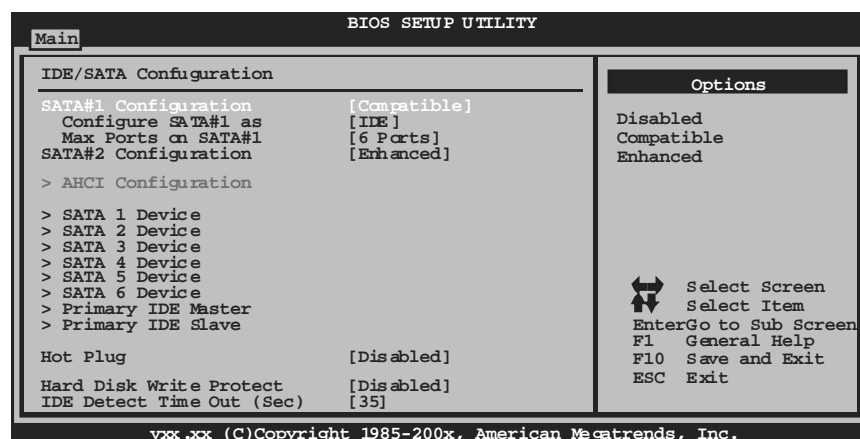 BIOS SETUP UTILITY
Main
IDE/SATA Confuguration
SATA#1 Configuration [Compatible]
Configure SATA#1 as [IDE]
Max Ports on SATA#1 [6 Ports]
SATA#2 Configuration [Enhanced]
> AHCI Configuration
> SATA 1 Device
> SATA 2 Device
> SATA 3 Device
> SATA 4 Device
> SATA 5 Device
> SATA 6 Device
> Primary IDE Master
> Primary IDE Slave
Hot Plug [Disabled]
Hard Disk Write Protect [Disabled]
IDE Detect Time Out (Sec) [35]
Options
Disabled
Compatible
Enhanced
Select Screen
Select Item
EnterGo to Sub Screen
F1 General Help
F10 Save and Exit
ESC Exit
vxx.xx (C)Copyright 1985-200x, American Megatrends, Inc.